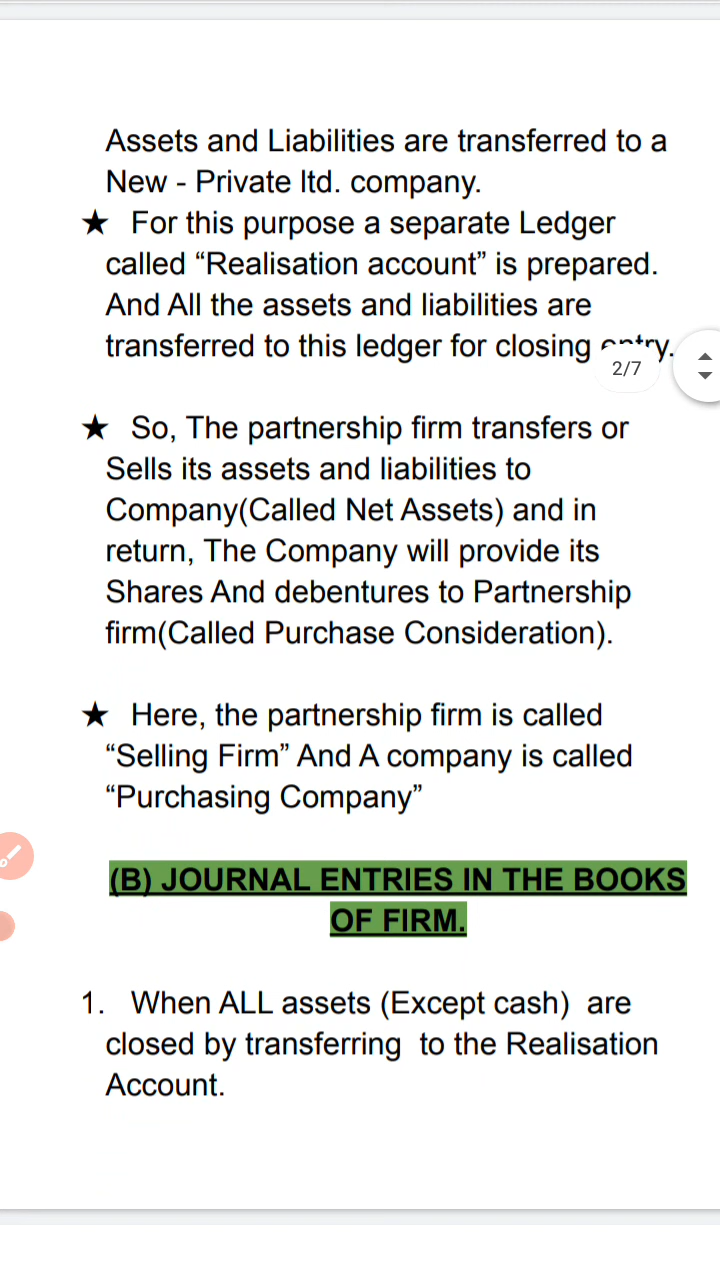 Assets and Liabilities are transferred to a
New - Private ltd. company.
★ For this purpose a separate Ledger
called “Realisation account” is prepared.
And All the assets and liabilities are
transferred to this ledger for closing
2/7
★ So, The partnership firm transfers or
Sells its assets and liabilities to
Company(Called Net Assets) and in
return, The Company will provide its
Shares And debentures to Partnership
firm(Called Purchase Consideration).
★ Here, the partnership firm is called
“Selling Firm” And A company is called
“Purchasing Company”
(B) JOURNAL ENTRIES IN THE BOOKS
OF FIRM.
1. When ALL assets (Except cash) are
closed by transferring to the Realisation
Account.